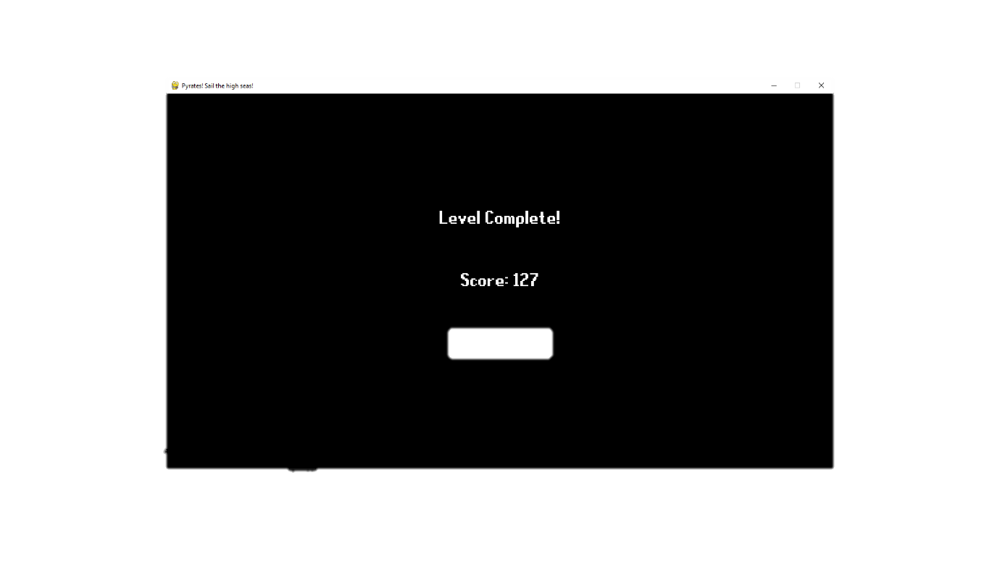 Pyrates! Sail the high seas!
Level Complete!
Score: 127